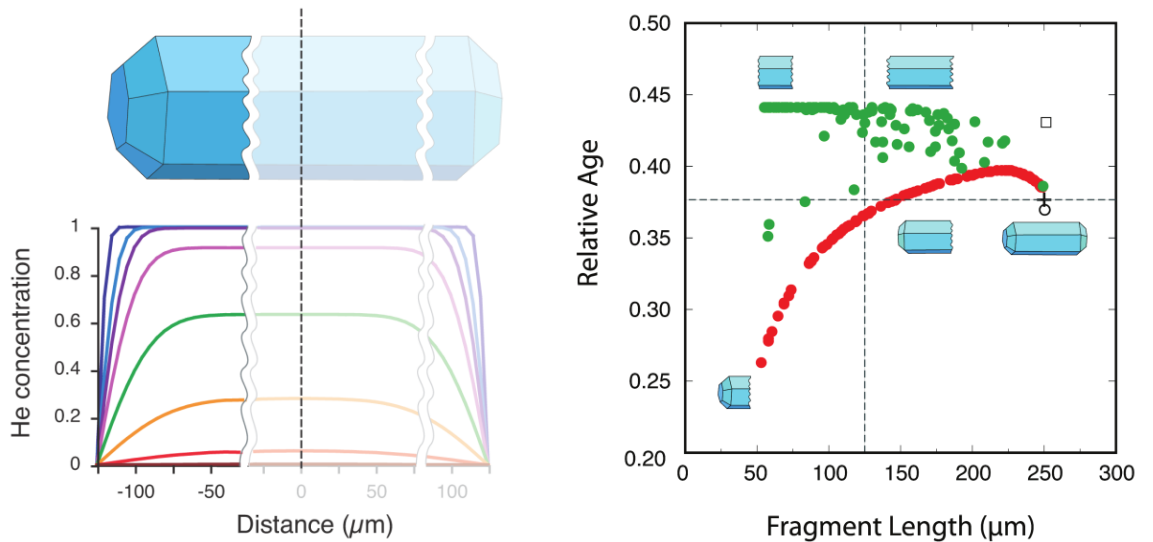 He concentration
1
0.8
0.6
0.4
0.2
0
-100 -50 0 50 100
Distance (µm)
Relative Age
0.50
0.45
0.40
0.35
0.30
0.25
0.20
0 50 100 150 200 250 300
Fragment Length (µm)